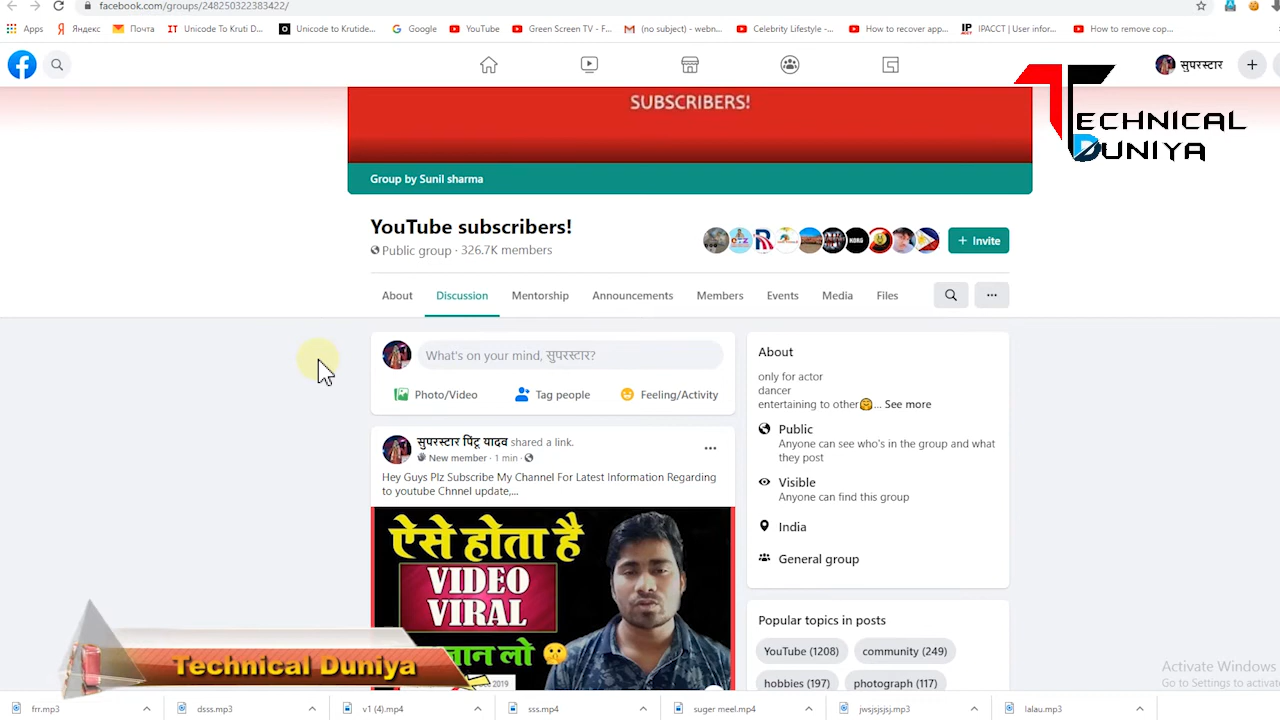 facebook.com/groups/248250322383422/
Apps
Яндекс
Почта
Unicode To Kruti D...
Unicode to Krutide...
Google
YouTube
Green Screen TV - F...
(no subject) - webn...
Celebrity Lifestyle -...
How to recover app...
IPACCT | User infor...
How to remove cop...
सुपरस्टार
TECHNICAL
DUNIYA
SUBSCRIBERS!
Group by Sunil sharma
YouTube subscribers!
Public group · 326.7K members
+ Invite
About
Discussion
Mentorship
Announcements
Members
Events
Media
Files
What's on your mind, सुपरस्टार?
Photo/Video
Tag people
Feeling/Activity
सुपरस्टार पिंटू यादव shared a link.
New member · 1 min ·
Hey Guys Plz Subscribe My Channel For Latest Information Regarding
to youtube Chnnel update,...
ऐसे होता है
VIDEO
VIRAL
जान लो
2019
About
only for actor
dancer
entertaining to other🤗... See more
Public
Anyone can see who's in the group and what
they post
Visible
Anyone can find this group
India
General group
Popular topics in posts
YouTube (1208)
community (249)
hobbies (197)
photograph (117)
Technical Duniya
Activate Windows
Go to Settings to activate
frr.mp3
dsss.mp3
v1 (4).mp4
sss.mp4
suger meel.mp4
jwsjsjsjsj.mp3
lalau.mp3